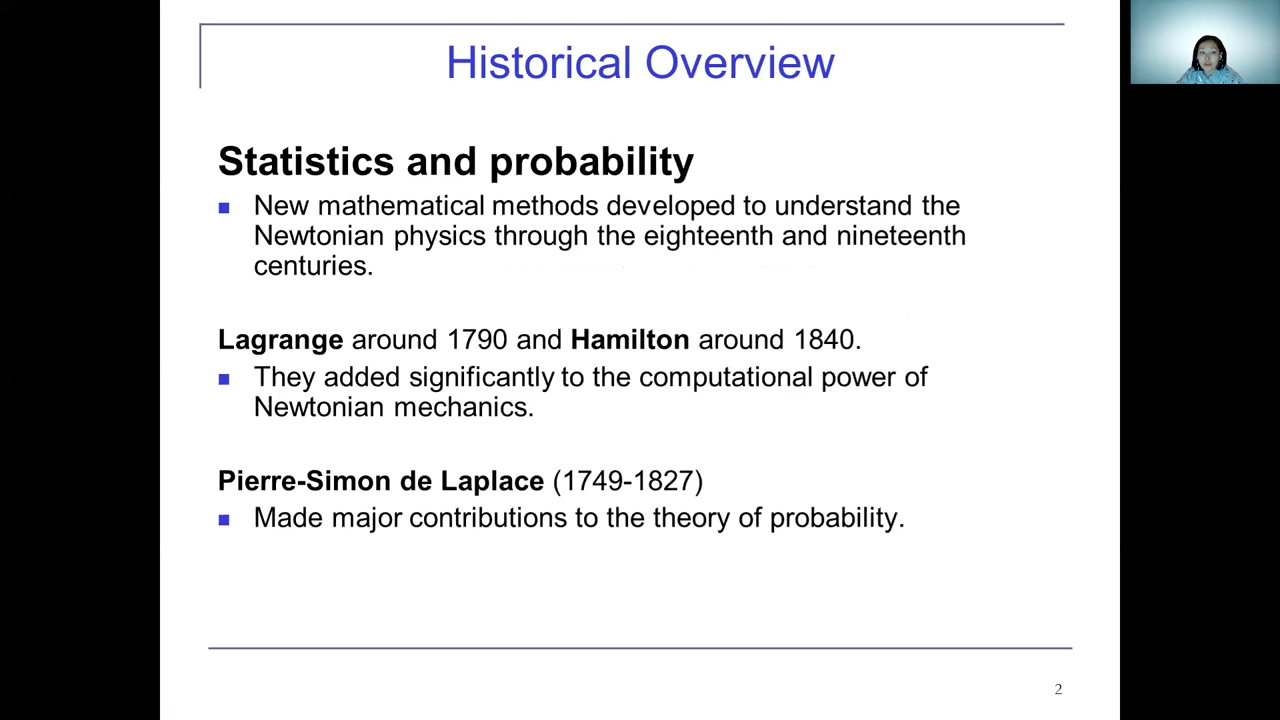 Historical Overview
Statistics and probability
New mathematical methods developed to understand the
Newtonian physics through the eighteenth and nineteenth
centuries.
Lagrange around 1790 and Hamilton around 1840.
They added significantly to the computational power of
Newtonian mechanics.
Pierre-Simon de Laplace (1749-1827)
Made major contributions to the theory of probability.
2